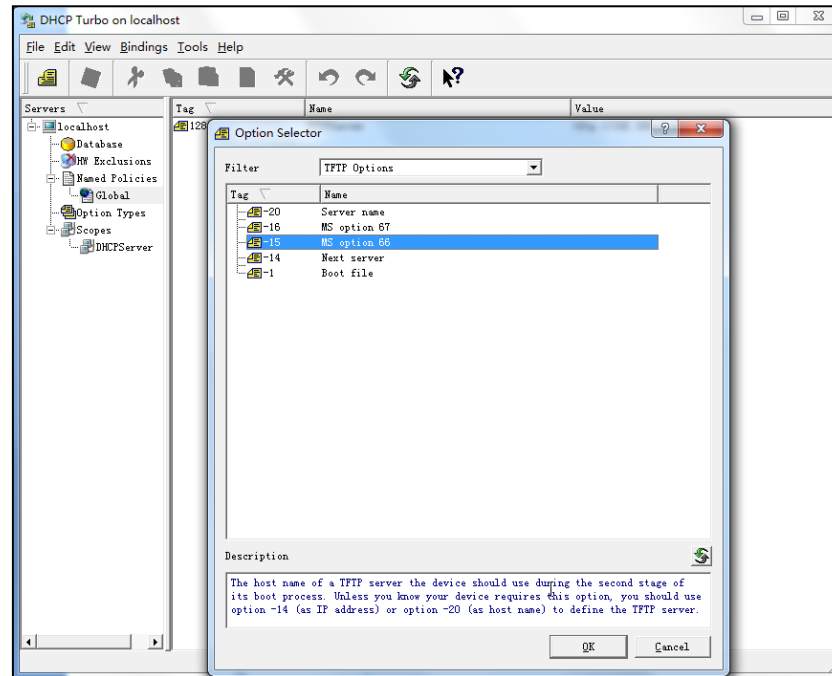 DHCP Turbo on localhost
File Edit View Bindings Tools Help
Servers
Tag Name Value
localhost
Database
HW Exclusions
Named Policies
Global
Option Types
Scopes
DHCPServer
128
Option Selector
Filter TFTP Options
Tag Name
-20 Server name
-16 MS option 67
-15 MS option 66
-14 Next server
-1 Boot file
Description
The host name of a TFTP server the device should use during the second stage of
its boot process. Unless you know your device requires this option, you should use
option -14 (as IP address) or option -20 (as host name) to define the TFTP server.
OK Cancel